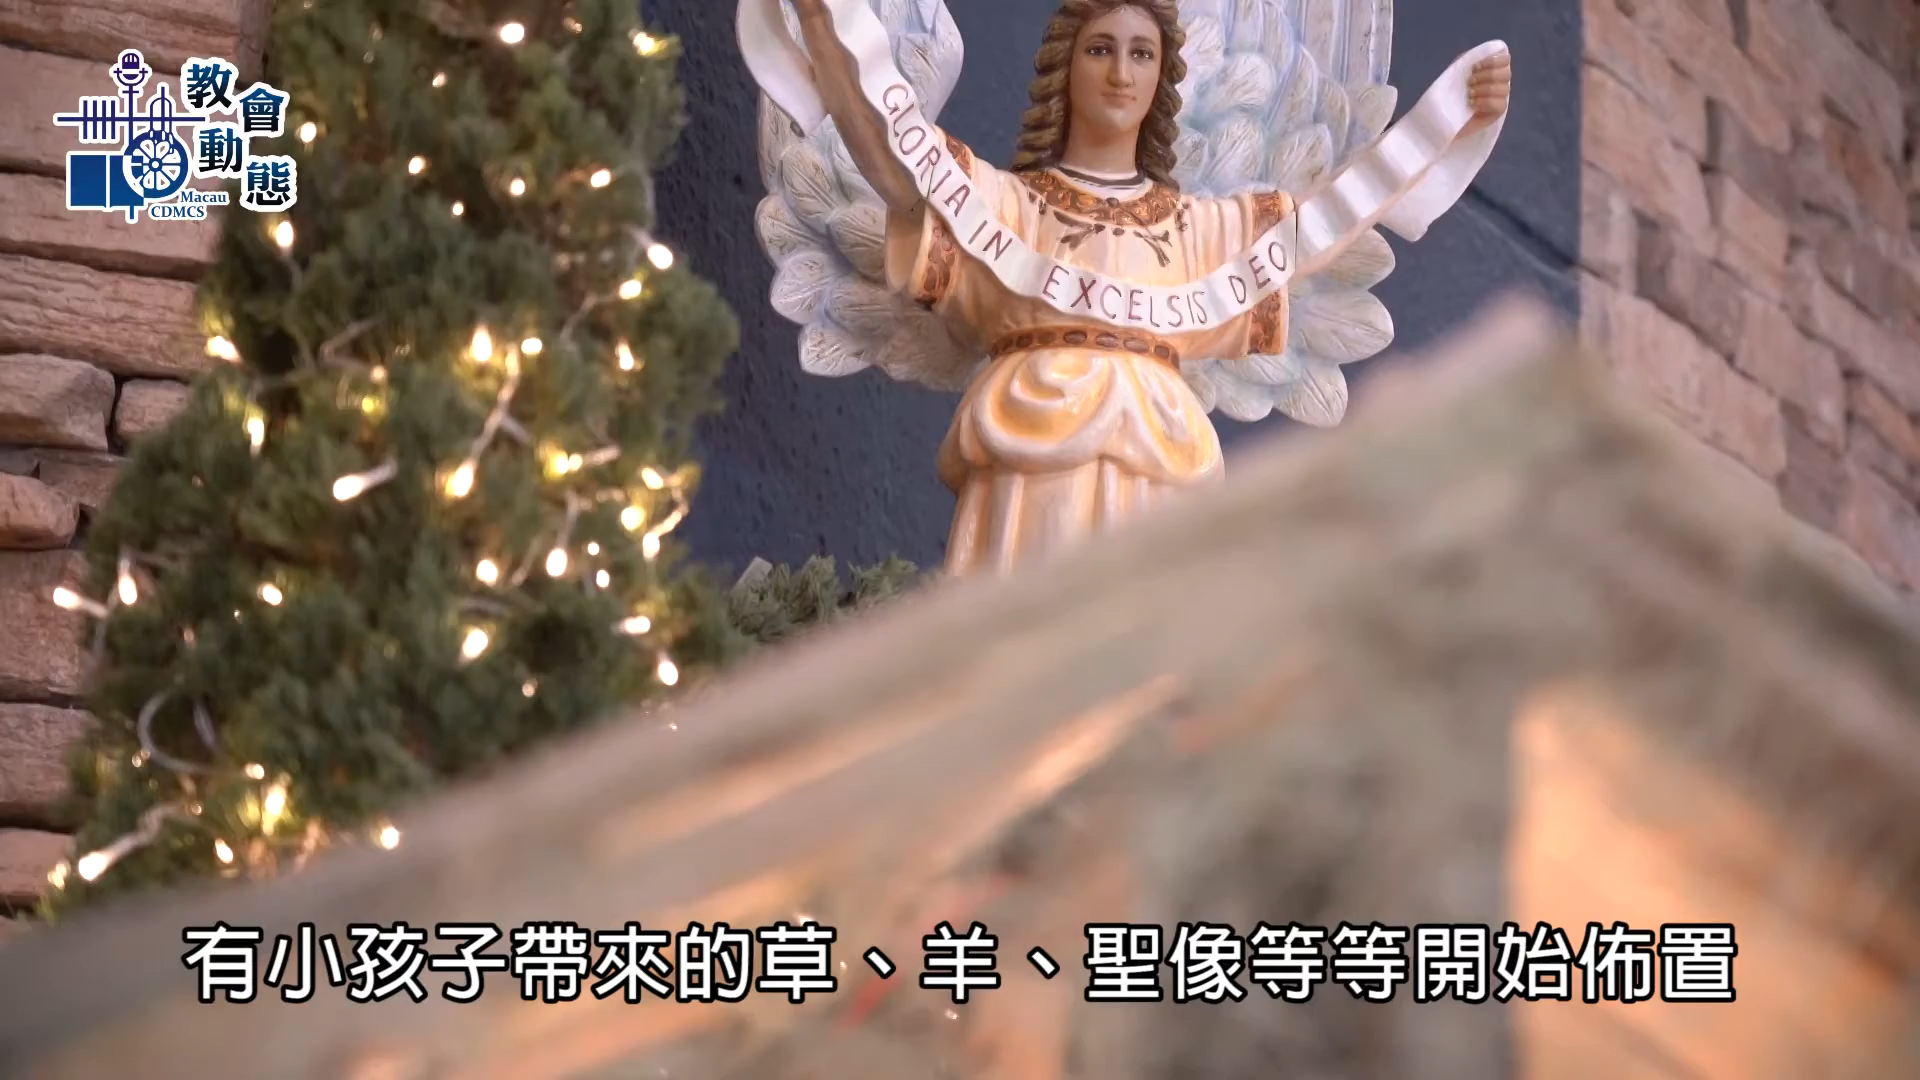 教會
動態
Macau
CDMCS
GLORIA IN EXCELSIS DEO
有小孩子帶來的草、羊、聖像等等開始佈置